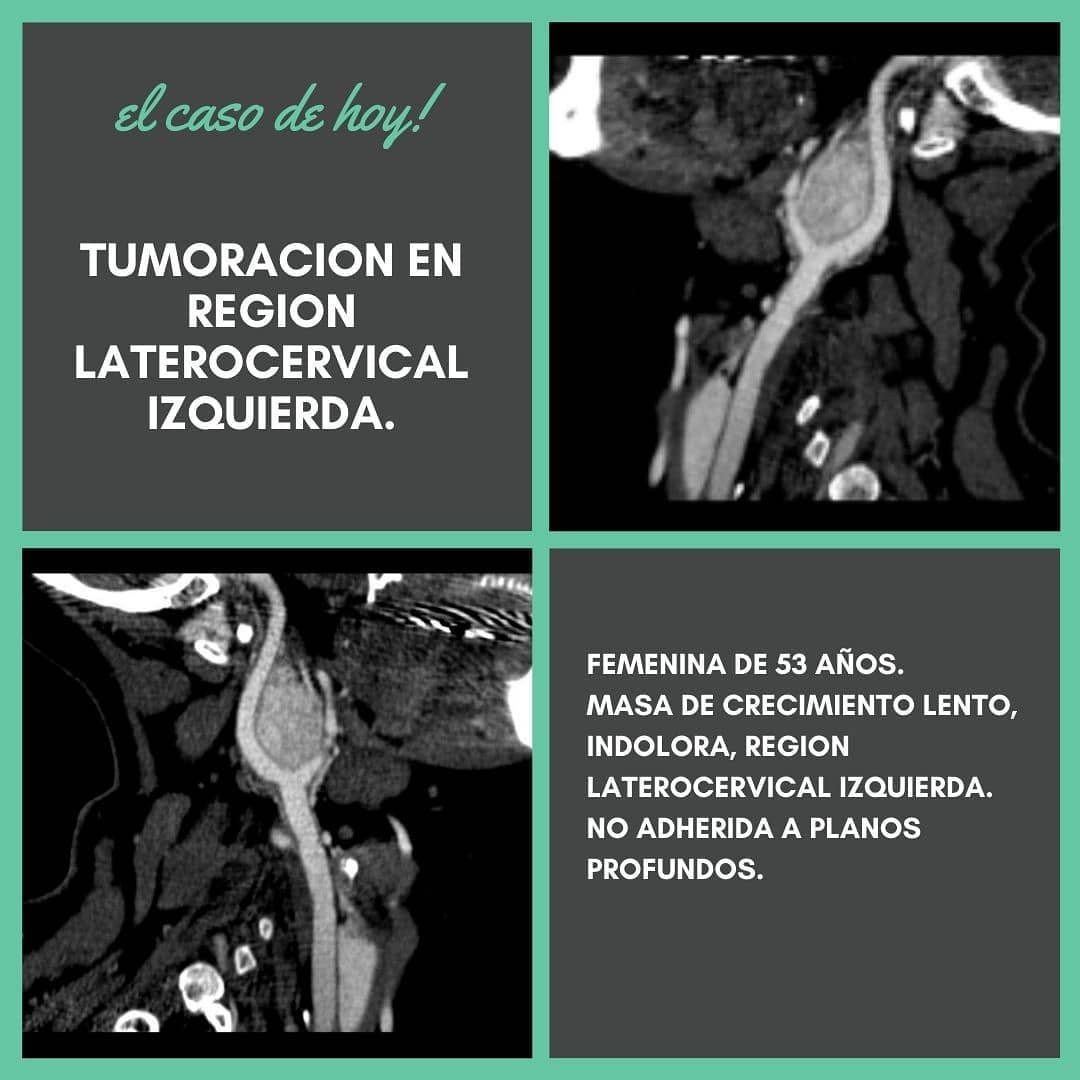 el caso de hoy!
TUMORACION EN
REGION
LATEROCERVICAL
IZQUIERDA.
FEMENINA DE 53 AÑOS.
MASA DE CRECIMIENTO LENTO,
INDOLORA, REGION
LATEROCERVICAL IZQUIERDA.
NO ADHERIDA A PLANOS
PROFUNDOS.